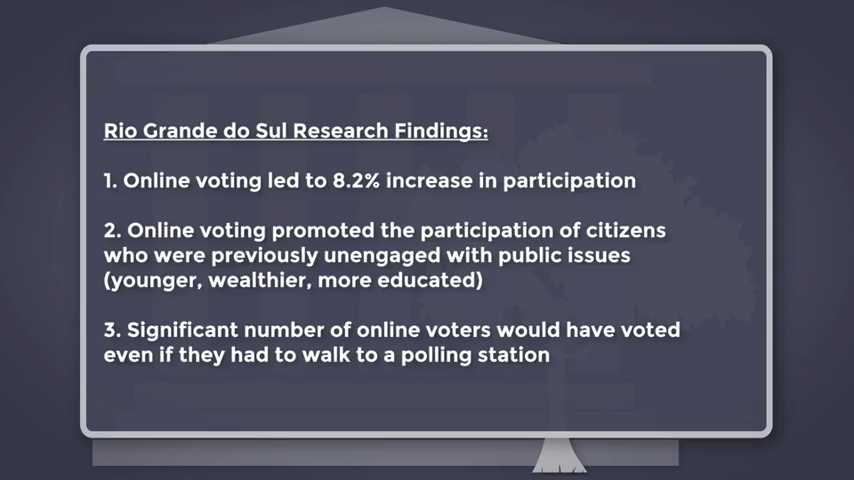 Rio Grande do Sul Research Findings:
1. Online voting led to 8.2% increase in participation
2. Online voting promoted the participation of citizens
who were previously unengaged with public issues
(younger, wealthier, more educated)
3. Significant number of online voters would have voted
even if they had to walk to a polling station